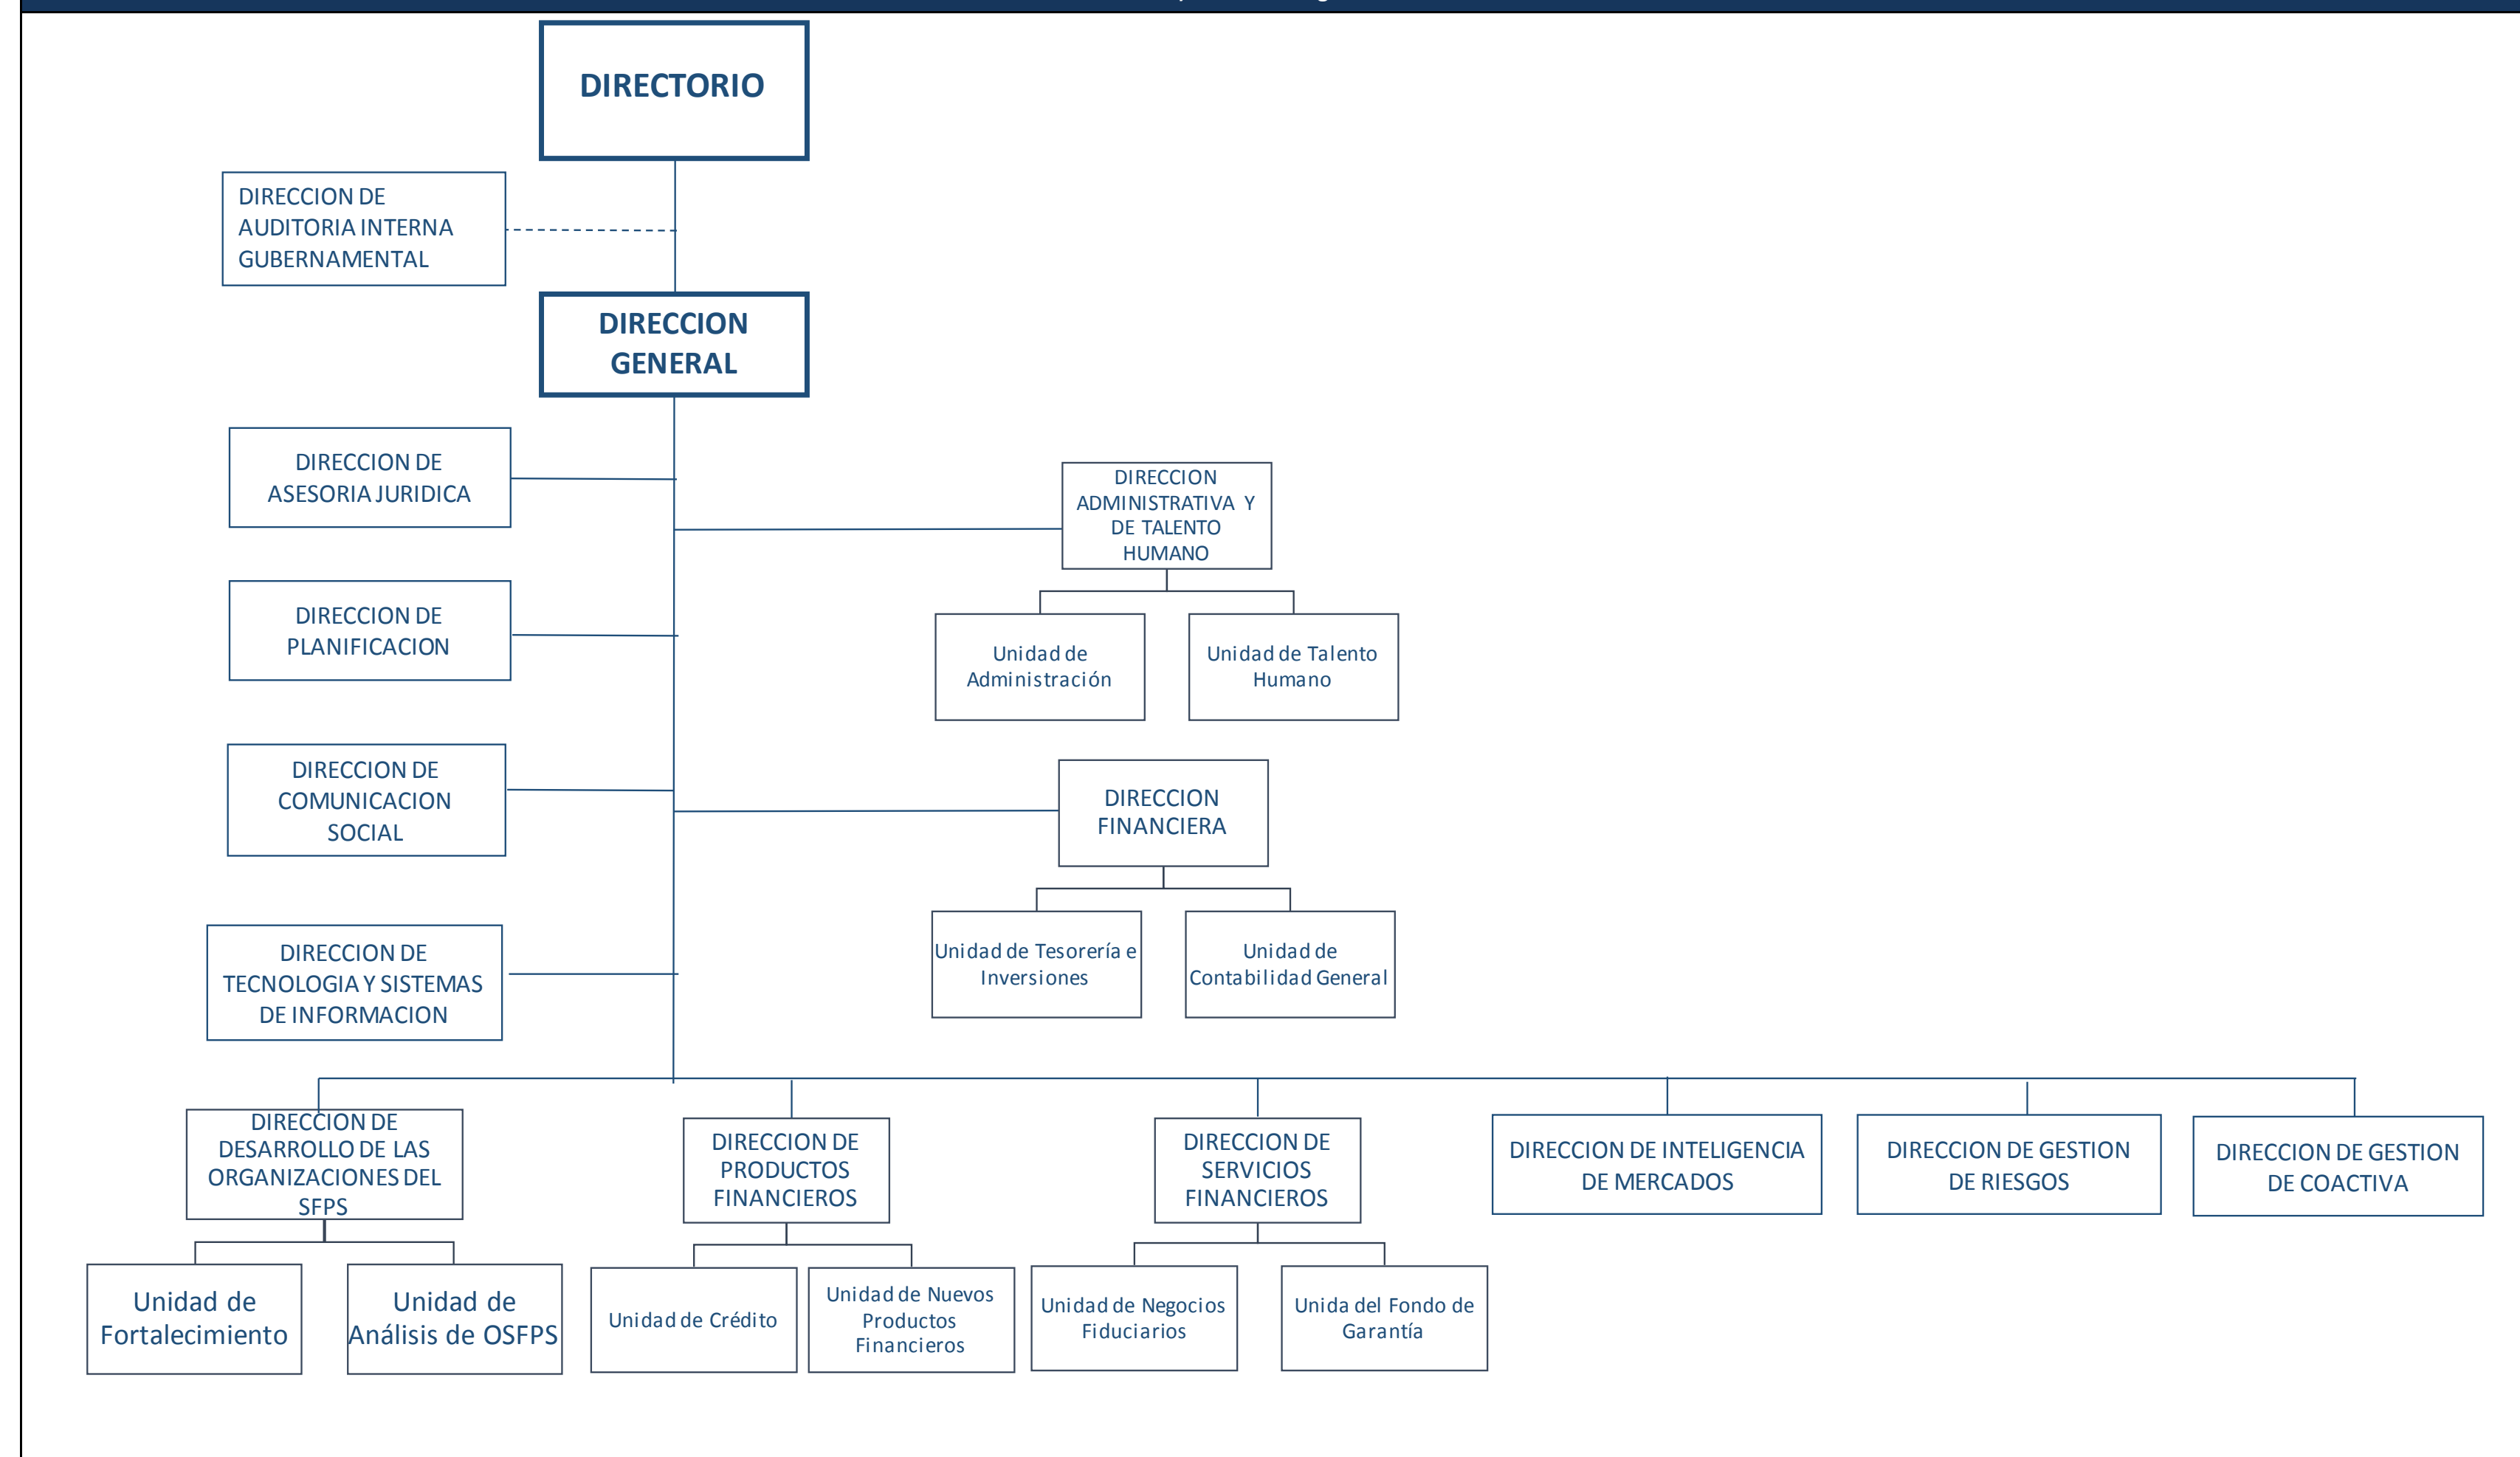 DIRECTORIO
DIRECCION DE
AUDITORIA INTERNA
GUBERNAMENTAL
DIRECCION
GENERAL
DIRECCION DE
ASESORIA JURIDICA
DIRECCION
ADMINISTRATIVA Y
DE TALENTO
HUMANO
DIRECCION DE
PLANIFICACION
Unidad de
Administración
Unidad de Talento
Humano
DIRECCION DE
COMUNICACION
SOCIAL
DIRECCION
FINANCIERA
DIRECCION DE
TECNOLOGIA Y SISTEMAS
DE INFORMACION
Unidad de Tesorería e
Inversiones
Unidad de
Contabilidad General
DIRECCION DE
DESARROLLO DE LAS
ORGANIZACIONES DEL
SFPS
DIRECCION DE
PRODUCTOS
FINANCIEROS
DIRECCION DE
SERVICIOS
FINANCIEROS
DIRECCION DE INTELIGENCIA
DE MERCADOS
DIRECCION DE GESTION
DE RIESGOS
DIRECCION DE GESTION
DE COACTIVA
Unidad de
Fortalecimiento
Unidad de
Análisis de OSFPS
Unidad de Crédito
Unidad de Nuevos
Productos
Financieros
Unidad de Negocios
Fiduciarios
Unida del Fondo de
Garantía